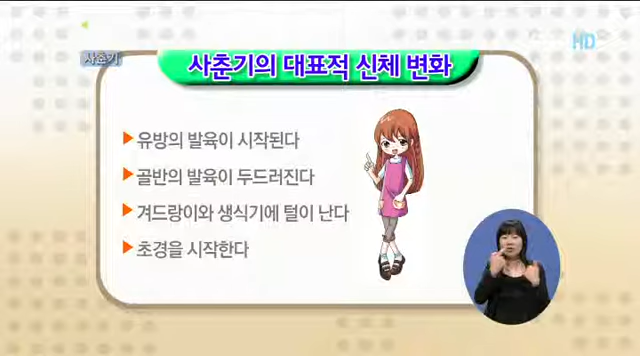 HD
사춘기
사춘기의 대표적 신체 변화
유방의 발육이 시작된다
골반의 발육이 두드러진다
겨드랑이와 생식기에 털이 난다
초경을 시작한다